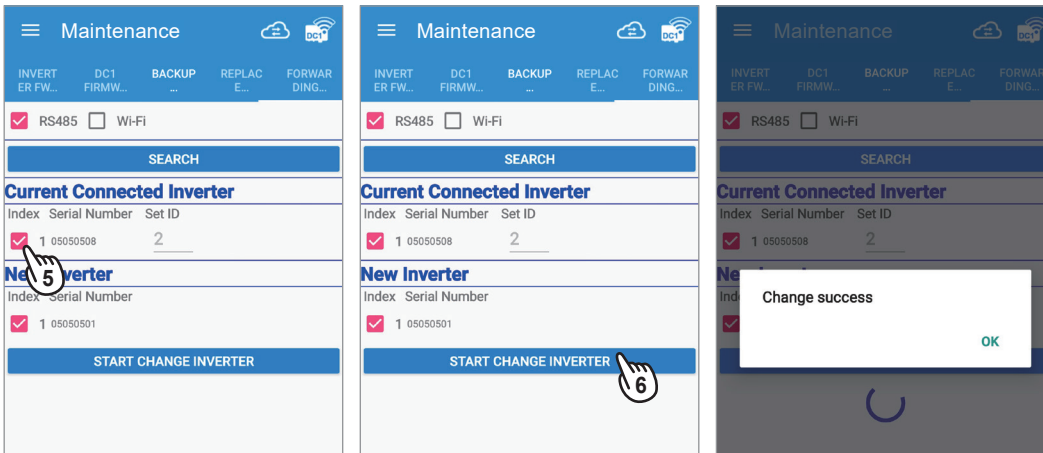 Maintenance
DC1
INVERT
ER FW...
DC1
FIRMW...
BACKUP
...
REPLAC
E...
FORWAR
DING...
RS485 Wi-Fi
SEARCH
Current Connected Inverter
Index Serial Number Set ID
1 05050508 2
5
New Inverter
Index Serial Number
1 05050501
START CHANGE INVERTER
Maintenance
DC1
INVERT
ER FW...
DC1
FIRMW...
BACKUP
...
REPLAC
E...
FORWAR
DING...
RS485 Wi-Fi
SEARCH
Current Connected Inverter
Index Serial Number Set ID
1 05050508 2
New Inverter
Index Serial Number
1 05050501
START CHANGE INVERTER
6
Maintenance
DC1
INVERT
ER FW...
DC1
FIRMW...
BACKUP
...
REPLAC
E...
FORWAR
DING...
RS485 Wi-Fi
SEARCH
Current Connected Inverter
Index Serial Number Set ID
1 05050508 2
Ne
Ind
Change success
OK